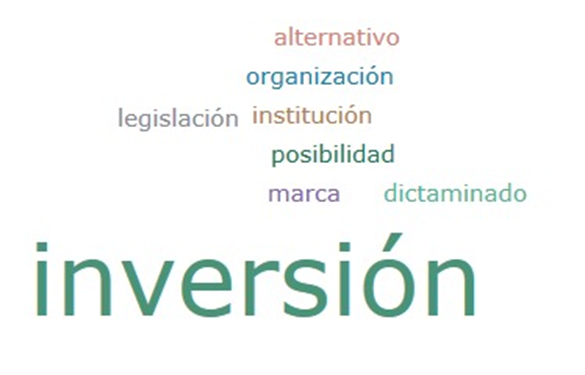 alternativo
organización
legislación institución
posibilidad
marca dictaminado
inversión